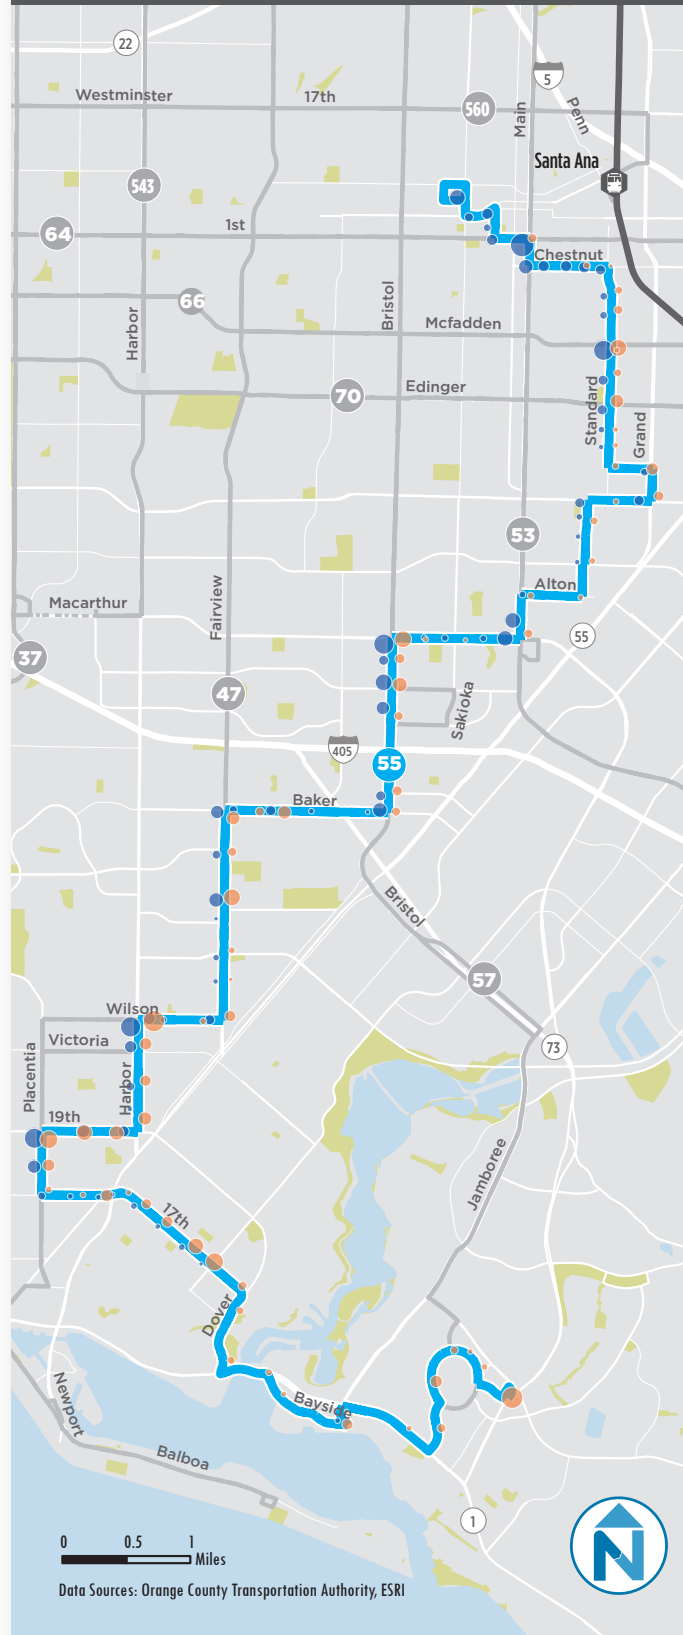 22
5
Westminster
17th
560
Main
Penn
Santa Ana
543
64
1st
Chestnut
66
Harbor
Bristol
Mcfadden
70
Edinger
Standard
Grand
53
Alton
Macarthur
Fairview
55
37
47
Sakioka
405
55
Baker
Bristol
57
Wilson
Victoria
73
Placentia
Harbor
19th
Jamboree
17th
Dover
Bayside
Newport
Balboa
1
N
0 0.5 1
Miles
Data Sources: Orange County Transportation Authority, ESRI